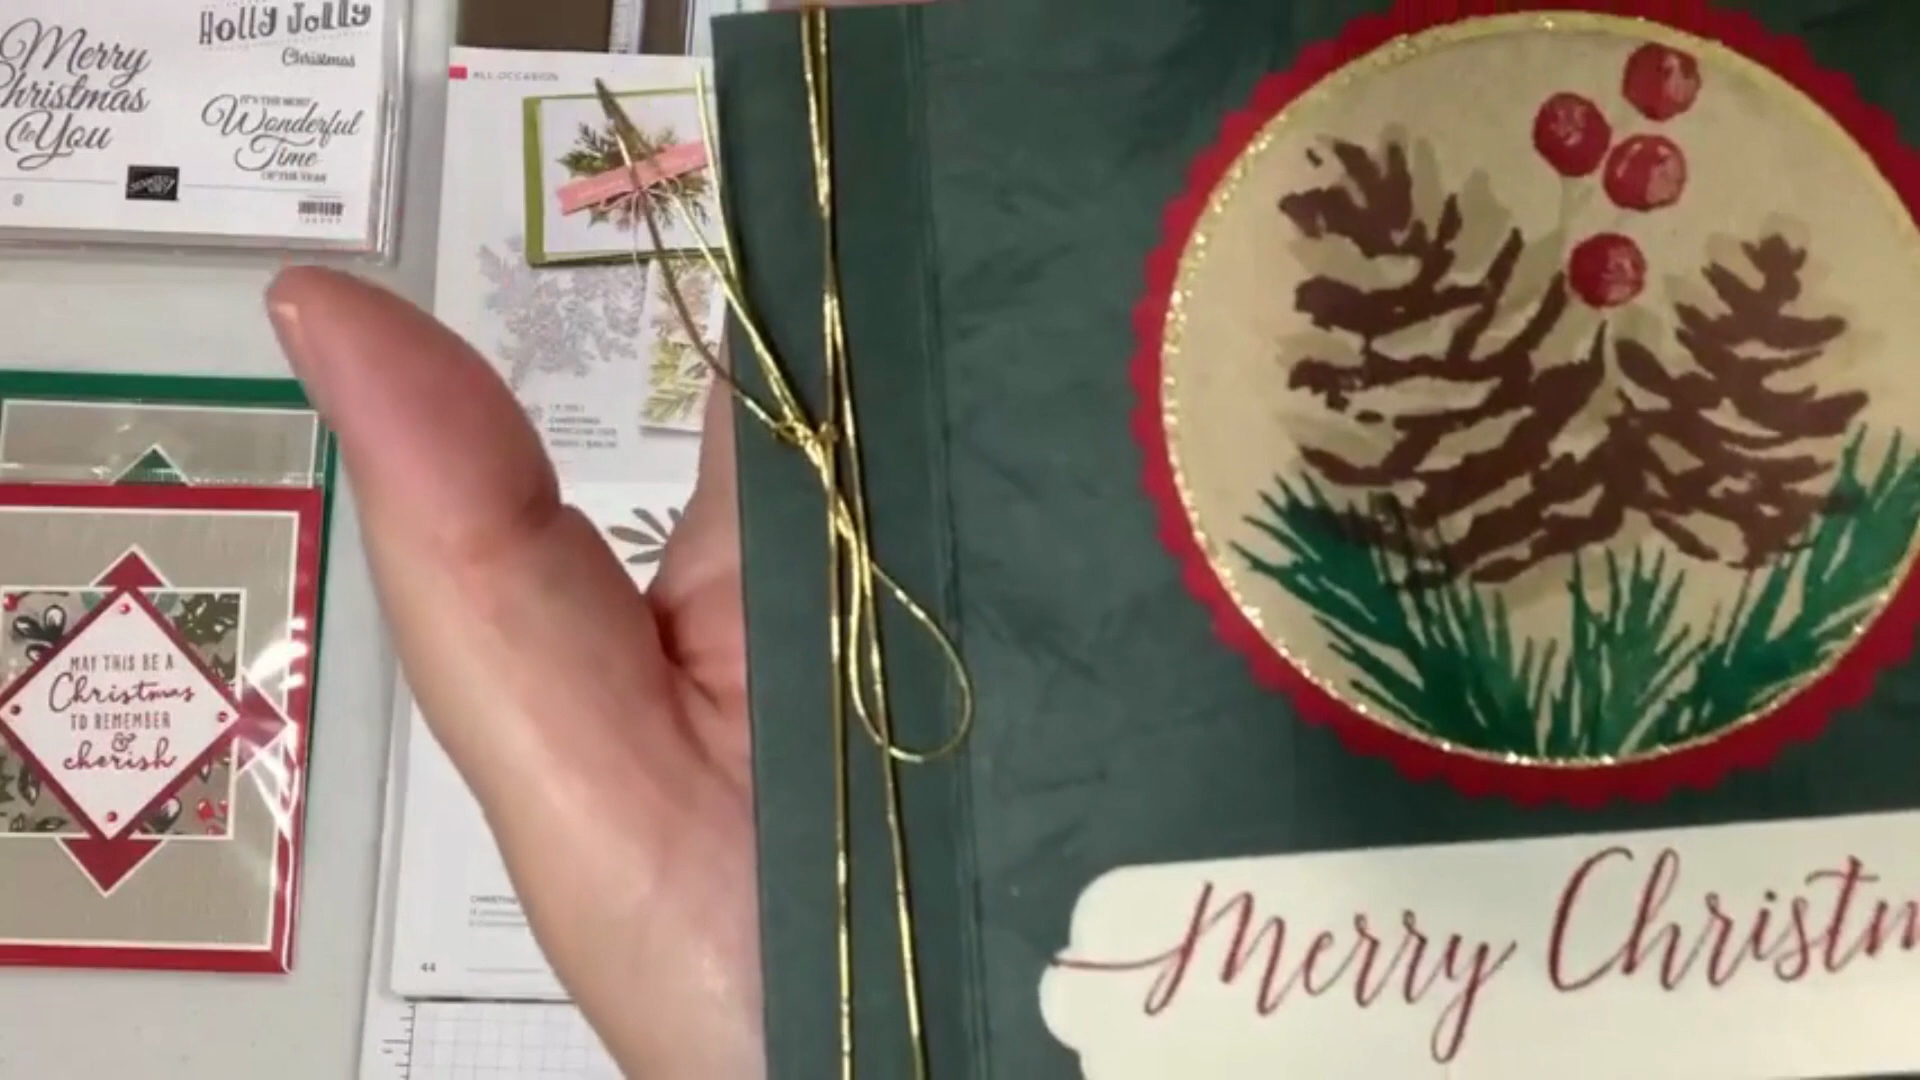 Merry
Christmas
to You
8
Holly Jolly
Christmas
IT'S THE MOST
Wonderful
Time
OF THE YEAR
ALL OCCASION
MAY THIS BE A
Christmas
TO REMEMBER
&
cherish
44
Merry Christm